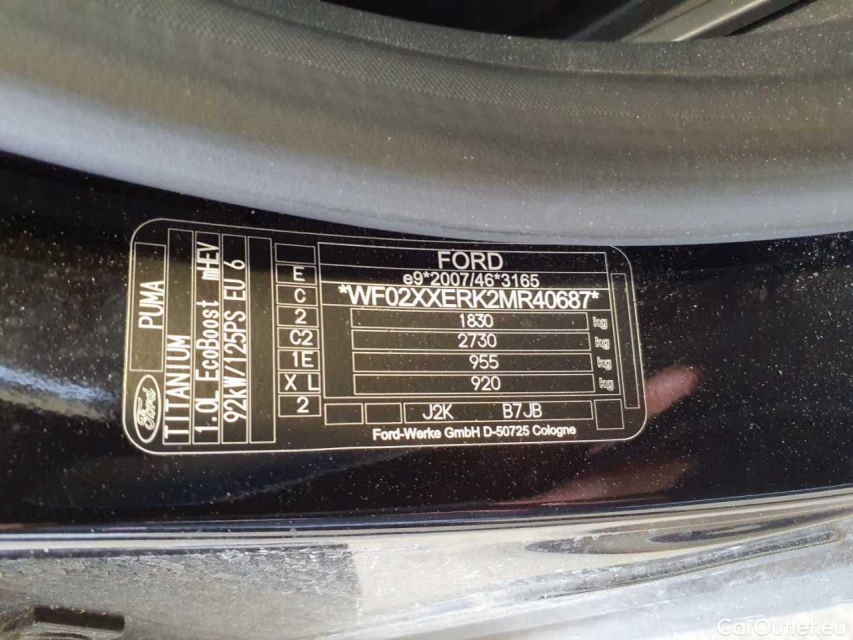 FORD
e9*2007/46*3165
*WF02XXERK2MR40687*
1830 kg
2730 kg
955 kg
920 kg
J2K B7JB
Ford-Werke GmbH D-50725 Cologne
E
C
2
C2
1E
X L
2
PUMA
TITANIUM
1.0L EcoBoost mHEV
92kW/125PS EU 6
Ford
CarOutlet.eu